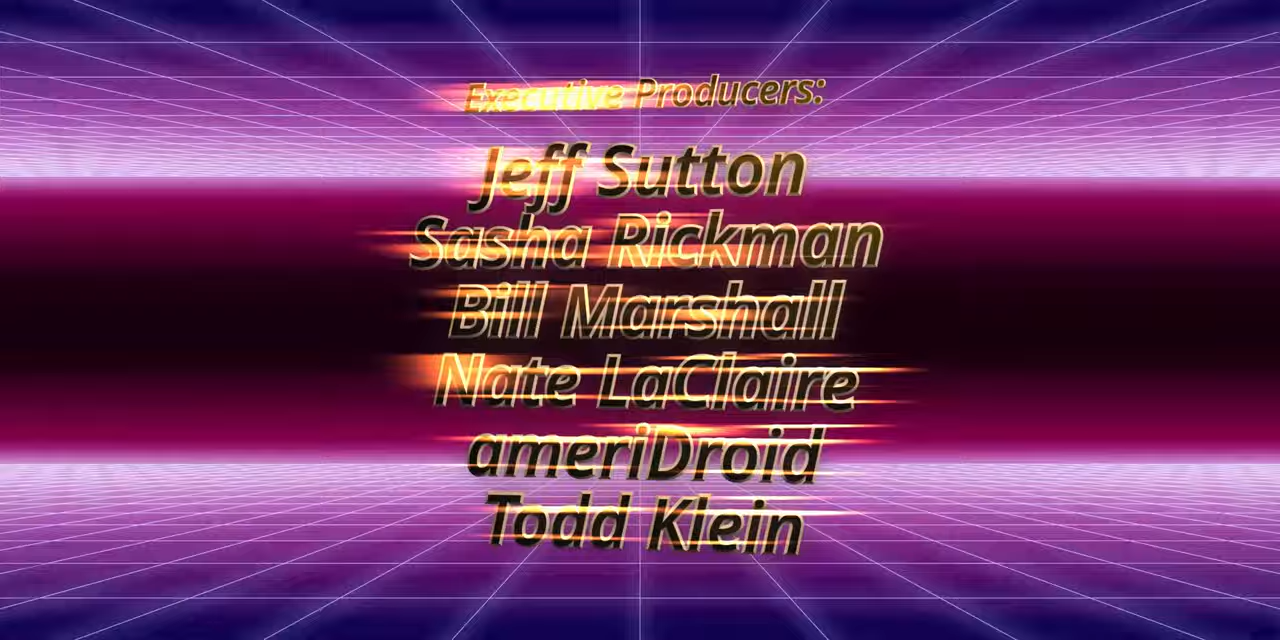 Executive Producers:
Jeff Sutton
Sasha Rickman
Bill Marshall
Nate LaClaire
ameriDroid
Todd Klein